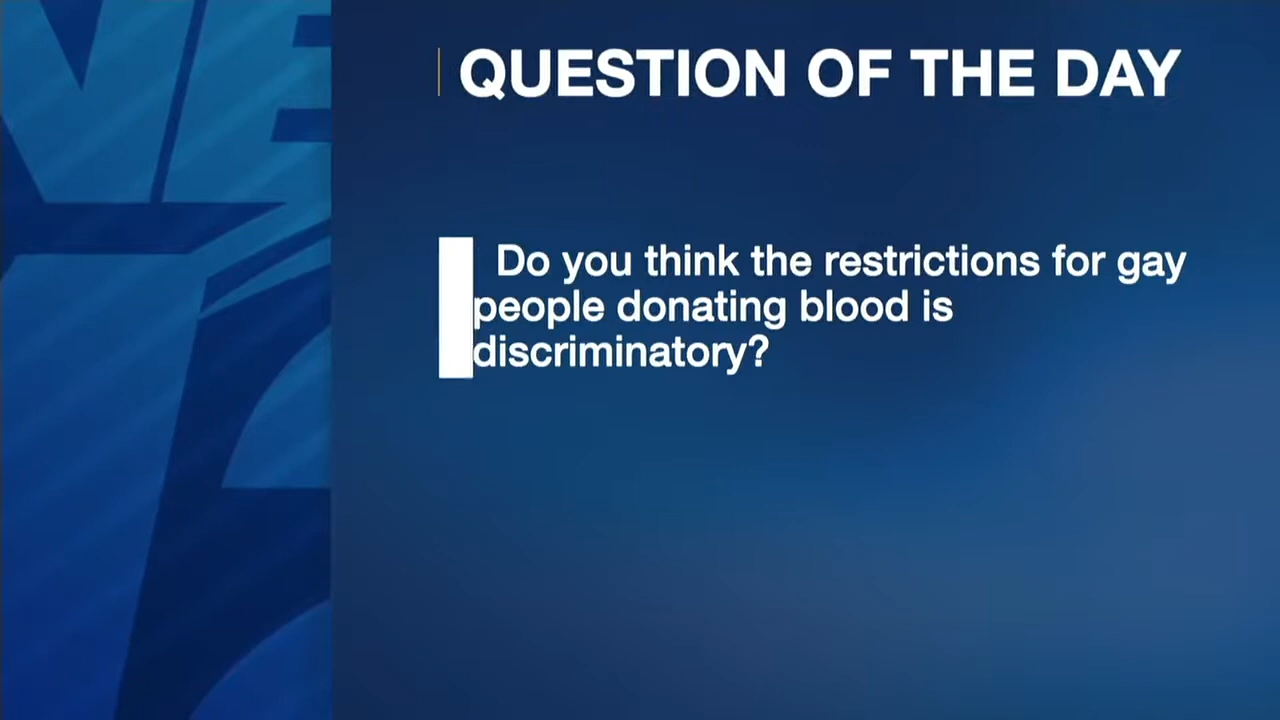 QUESTION OF THE DAY
Do you think the restrictions for gay
people donating blood is
discriminatory?